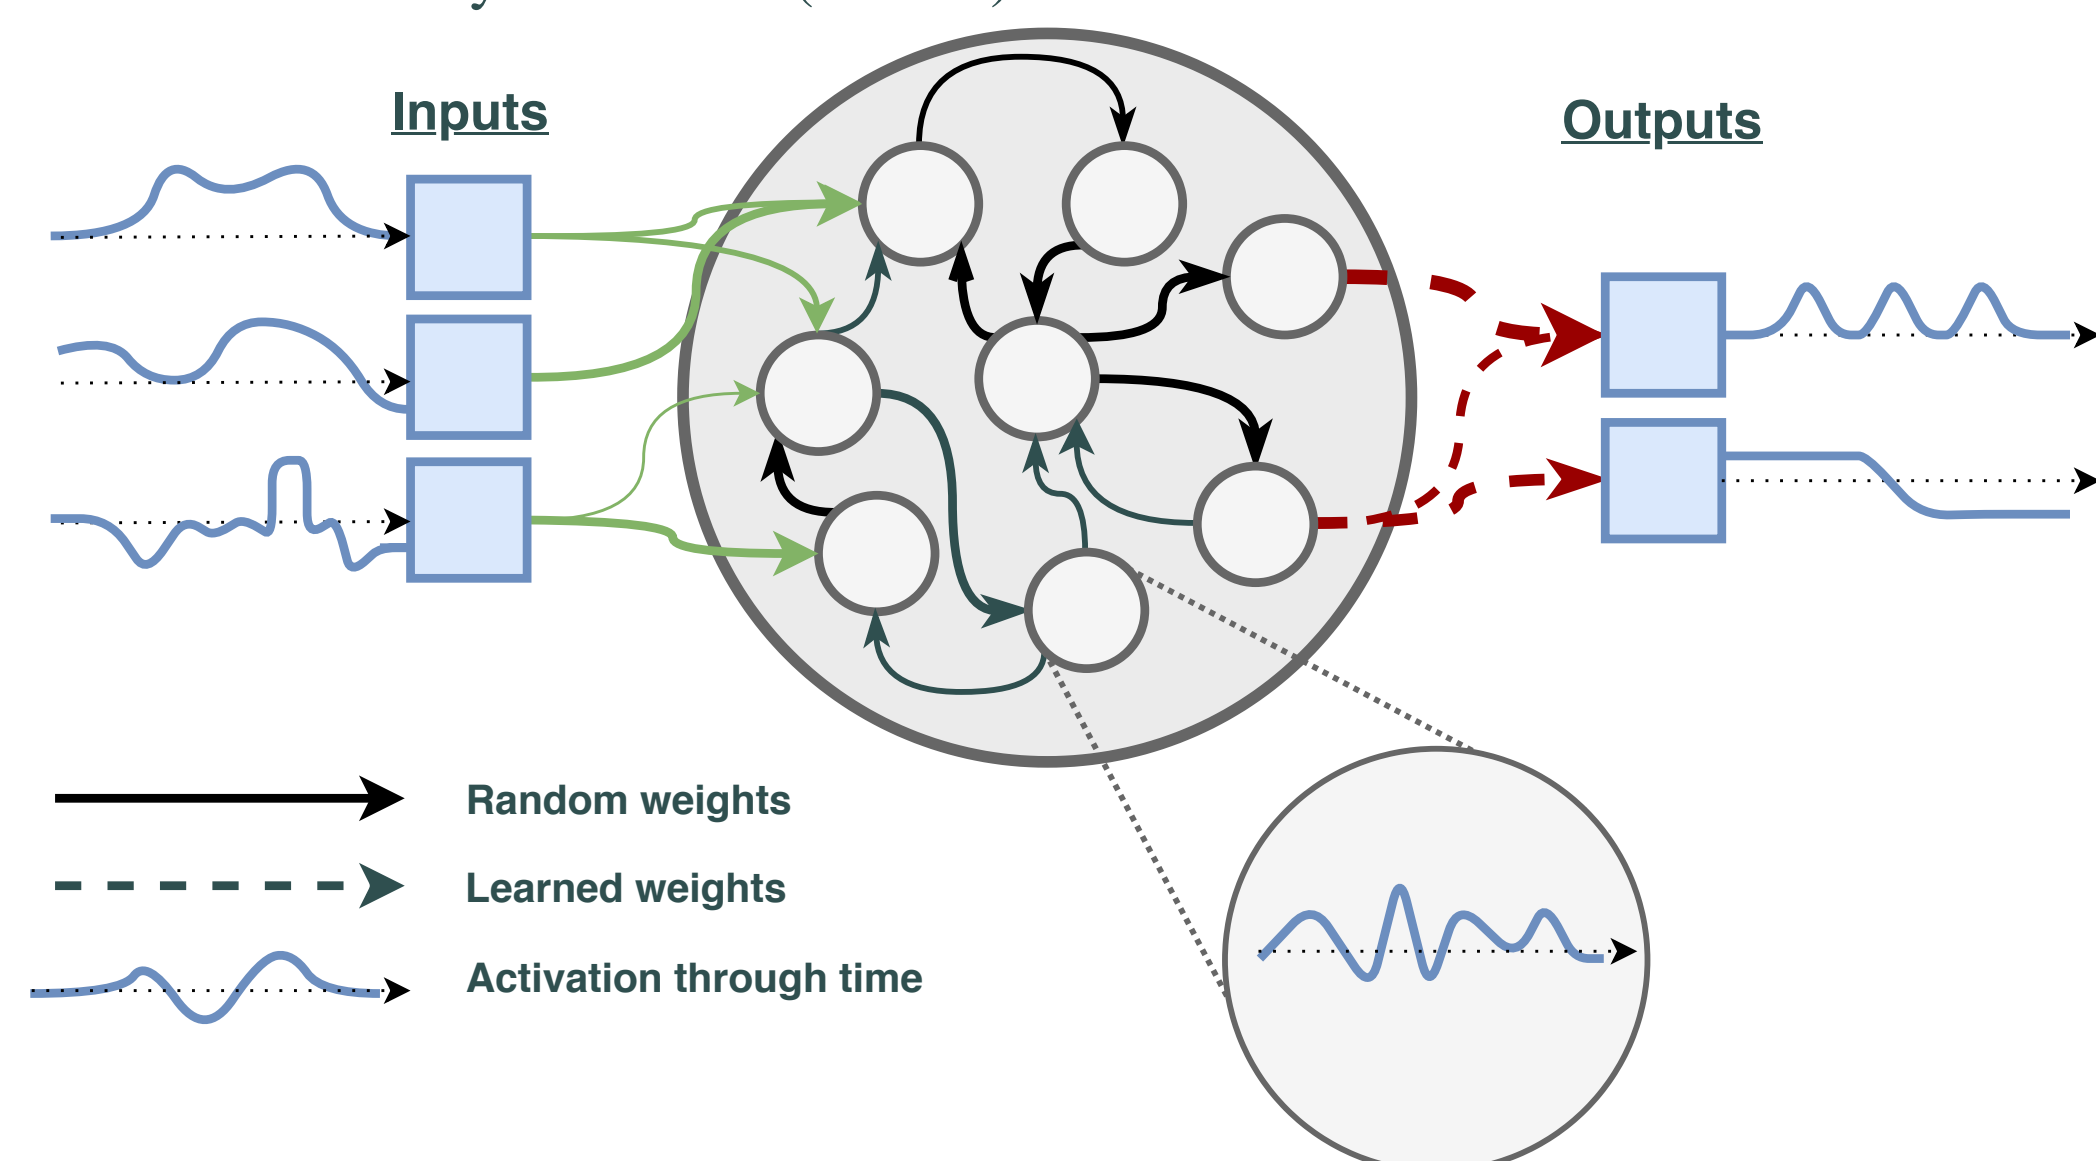 Inputs
Outputs
Random weights
Learned weights
Activation through time